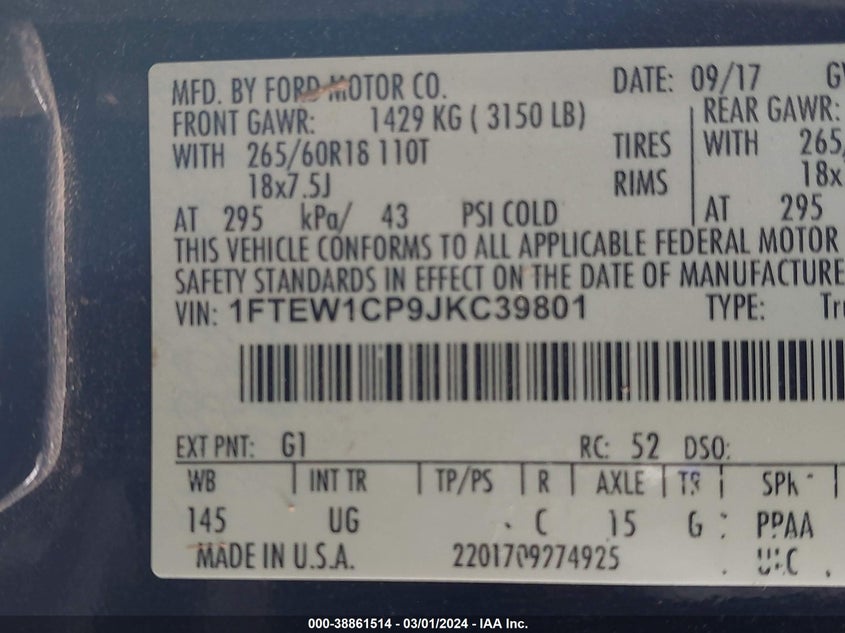 MFD. BY FORD MOTOR CO. DATE: 09/17
FRONT GAWR: 1429 KG ( 3150 LB) REAR GAWR:
WITH 265/60R18 110T TIRES WITH 265/
18x7.5J RIMS 18x
AT 295 kPa/ 43 PSI COLD AT 295
THIS VEHICLE CONFORMS TO ALL APPLICABLE FEDERAL MOTOR
SAFETY STANDARDS IN EFFECT ON THE DATE OF MANUFACTURE
VIN: 1FTEW1CP9JKC39801 TYPE:
EXT PNT: G1 RC: 52 DSO:
WB INT TR TP/PS R AXLE
145 UG C 15 G PPAA
MADE IN U.S.A. 2201709274925
000-38861514 - 03/01/2024 - IAA Inc.